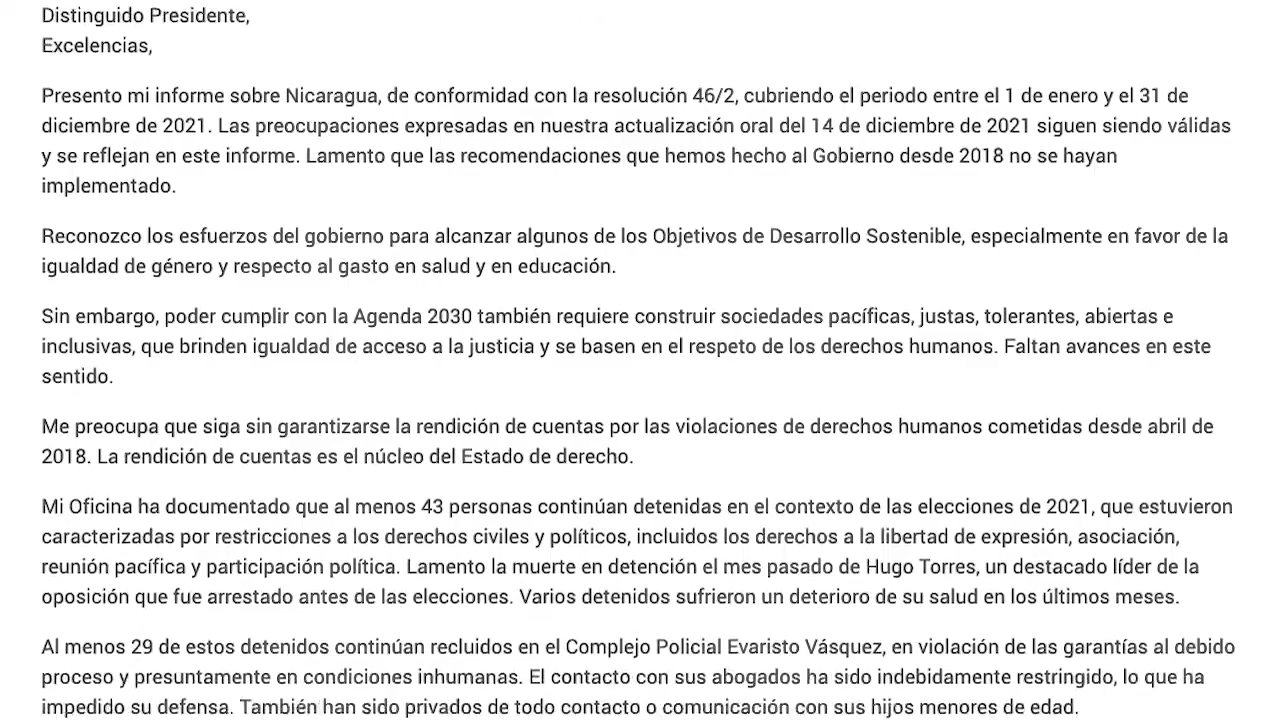 Distinguido Presidente,
Excelencias,
Presento mi informe sobre Nicaragua, de conformidad con la resolución 46/2, cubriendo el periodo entre el 1 de enero y el 31 de
diciembre de 2021. Las preocupaciones expresadas en nuestra actualización oral del 14 de diciembre de 2021 siguen siendo válidas
y se reflejan en este informe. Lamento que las recomendaciones que hemos hecho al Gobierno desde 2018 no se hayan
implementado.
Reconozco los esfuerzos del gobierno para alcanzar algunos de los Objetivos de Desarrollo Sostenible, especialmente en favor de la
igualdad de género y respecto al gasto en salud y en educación.
Sin embargo, poder cumplir con la Agenda 2030 también requiere construir sociedades pacíficas, justas, tolerantes, abiertas e
inclusivas, que brinden igualdad de acceso a la justicia y se basen en el respeto de los derechos humanos. Faltan avances en este
sentido.
Me preocupa que siga sin garantizarse la rendición de cuentas por las violaciones de derechos humanos cometidas desde abril de
2018. La rendición de cuentas es el núcleo del Estado de derecho.
Mi Oficina ha documentado que al menos 43 personas continúan detenidas en el contexto de las elecciones de 2021, que estuvieron
caracterizadas por restricciones a los derechos civiles y políticos, incluidos los derechos a la libertad de expresión, asociación,
reunión pacífica y participación política. Lamento la muerte en detención el mes pasado de Hugo Torres, un destacado líder de la
oposición que fue arrestado antes de las elecciones. Varios detenidos sufrieron un deterioro de su salud en los últimos meses.
Al menos 29 de estos detenidos continúan recluidos en el Complejo Policial Evaristo Vásquez, en violación de las garantías al debido
proceso y presuntamente en condiciones inhumanas. El contacto con sus abogados ha sido indebidamente restringido, lo que ha
impedido su defensa. También han sido privados de todo contacto o comunicación con sus hijos menores de edad.